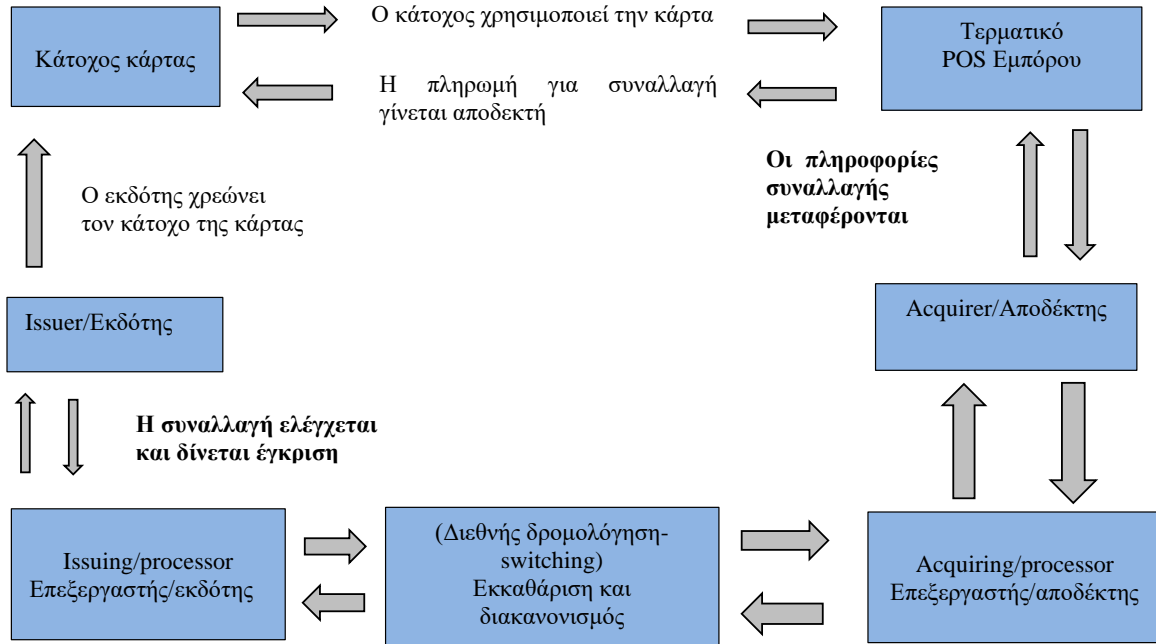 Κάτοχος κάρτας
Ο κάτοχος χρησιμοποιεί την κάρτα
Η πληρωμή για συναλλαγή
γίνεται αποδεκτή
Τερματικό
POS Εμπόρου
Ο εκδότης χρεώνει
τον κάτοχο της κάρτας
Οι πληροφορίες
συναλλαγής
μεταφέρονται
Issuer/Εκδότης
Acquirer/Αποδέκτης
Η συναλλαγή ελέγχεται
και δίνεται έγκριση
Issuing/processor
Επεξεργαστής/εκδότης
(Διεθνής δρομολόγηση-
switching)
Εκκαθάριση και
διακανονισμός
Acquiring/processor
Επεξεργαστής/αποδέκτης